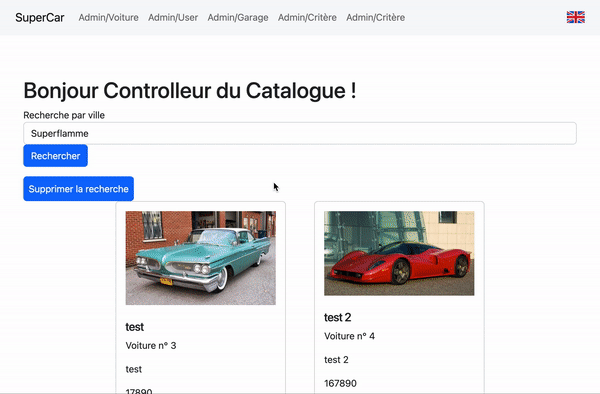 SuperCar Admin/Voiture Admin/User Admin/Garage Admin/Critère Admin/Critère
Bonjour Controlleur du Catalogue !
Recherche par ville
Superflamme
Rechercher
Supprimer la recherche
test
Voiture n° 3
test
17890
test 2
Voiture n° 4
test 2
167890